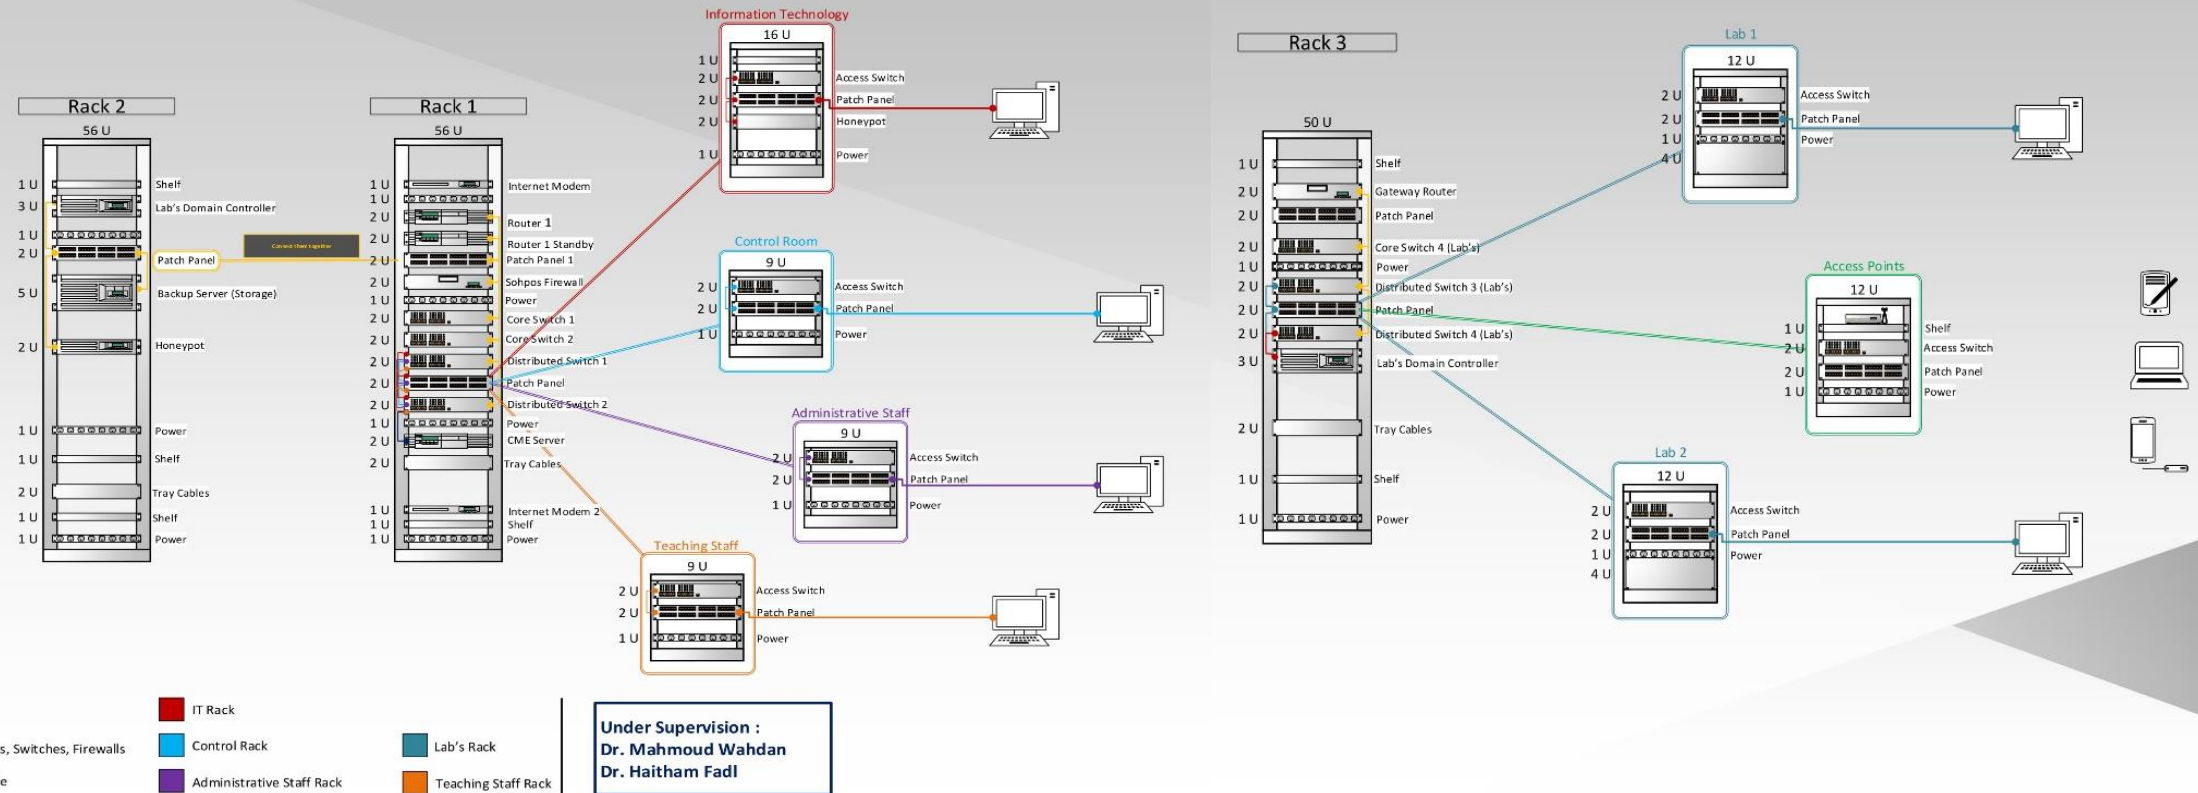 Rack 2
56 U
1 U Shelf
3 U Lab's Domain Controller
1 U
2 U Patch Panel
5 U Backup Server (Storage)
2 U Honeypot
1 U Power
1 U Shelf
2 U Tray Cables
1 U Shelf
1 U Power
Connect them together
Rack 1
56 U
1 U Internet Modem
1 U
2 U Router 1
2 U Router 1 Standby
2 U Patch Panel 1
2 U Sohpos Firewall
1 U Power
2 U Core Switch 1
2 U Core Switch 2
2 U Distributed Switch 1
2 U Patch Panel
2 U Distributed Switch 2
1 U Power
2 U CME Server
2 U Tray Cables
1 U Internet Modem 2
1 U Shelf
1 U Power
Information Technology
16 U
1 U
2 U Access Switch
2 U Patch Panel
2 U Honeypot
1 U Power
Control Room
9 U
2 U Access Switch
2 U Patch Panel
1 U Power
Administrative Staff
9 U
2 U Access Switch
2 U Patch Panel
1 U Power
Teaching Staff
9 U
2 U Access Switch
2 U Patch Panel
1 U Power
Rack 3
50 U
1 U Shelf
2 U Gateway Router
2 U Patch Panel
2 U Core Switch 4 (Lab's)
1 U Power
2 U Distributed Switch 3 (Lab's)
2 U Patch Panel
2 U Distributed Switch 4 (Lab's)
3 U Lab's Domain Controller
2 U Tray Cables
1 U Shelf
1 U Power
Lab 1
12 U
2 U Access Switch
2 U Patch Panel
1 U Power
4 U
Access Points
12 U
1 U Shelf
2 U Access Switch
2 U Patch Panel
1 U Power
Lab 2
12 U
2 U Access Switch
2 U Patch Panel
1 U Power
4 U
s, Switches, Firewalls
e
IT Rack
Control Rack
Administrative Staff Rack
Lab's Rack
Teaching Staff Rack
Under Supervision :
Dr. Mahmoud Wahdan
Dr. Haitham Fadl